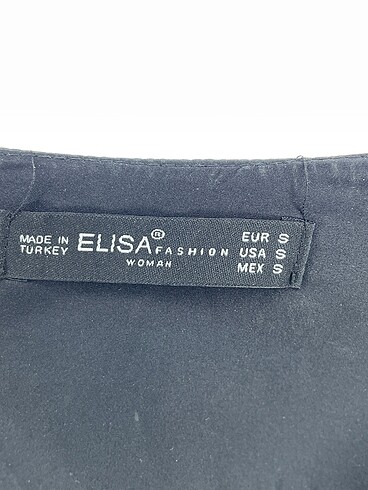 MADE IN
TURKEY
ELISA® FASHION
WOMAN
EUR S
USA S
MEX S